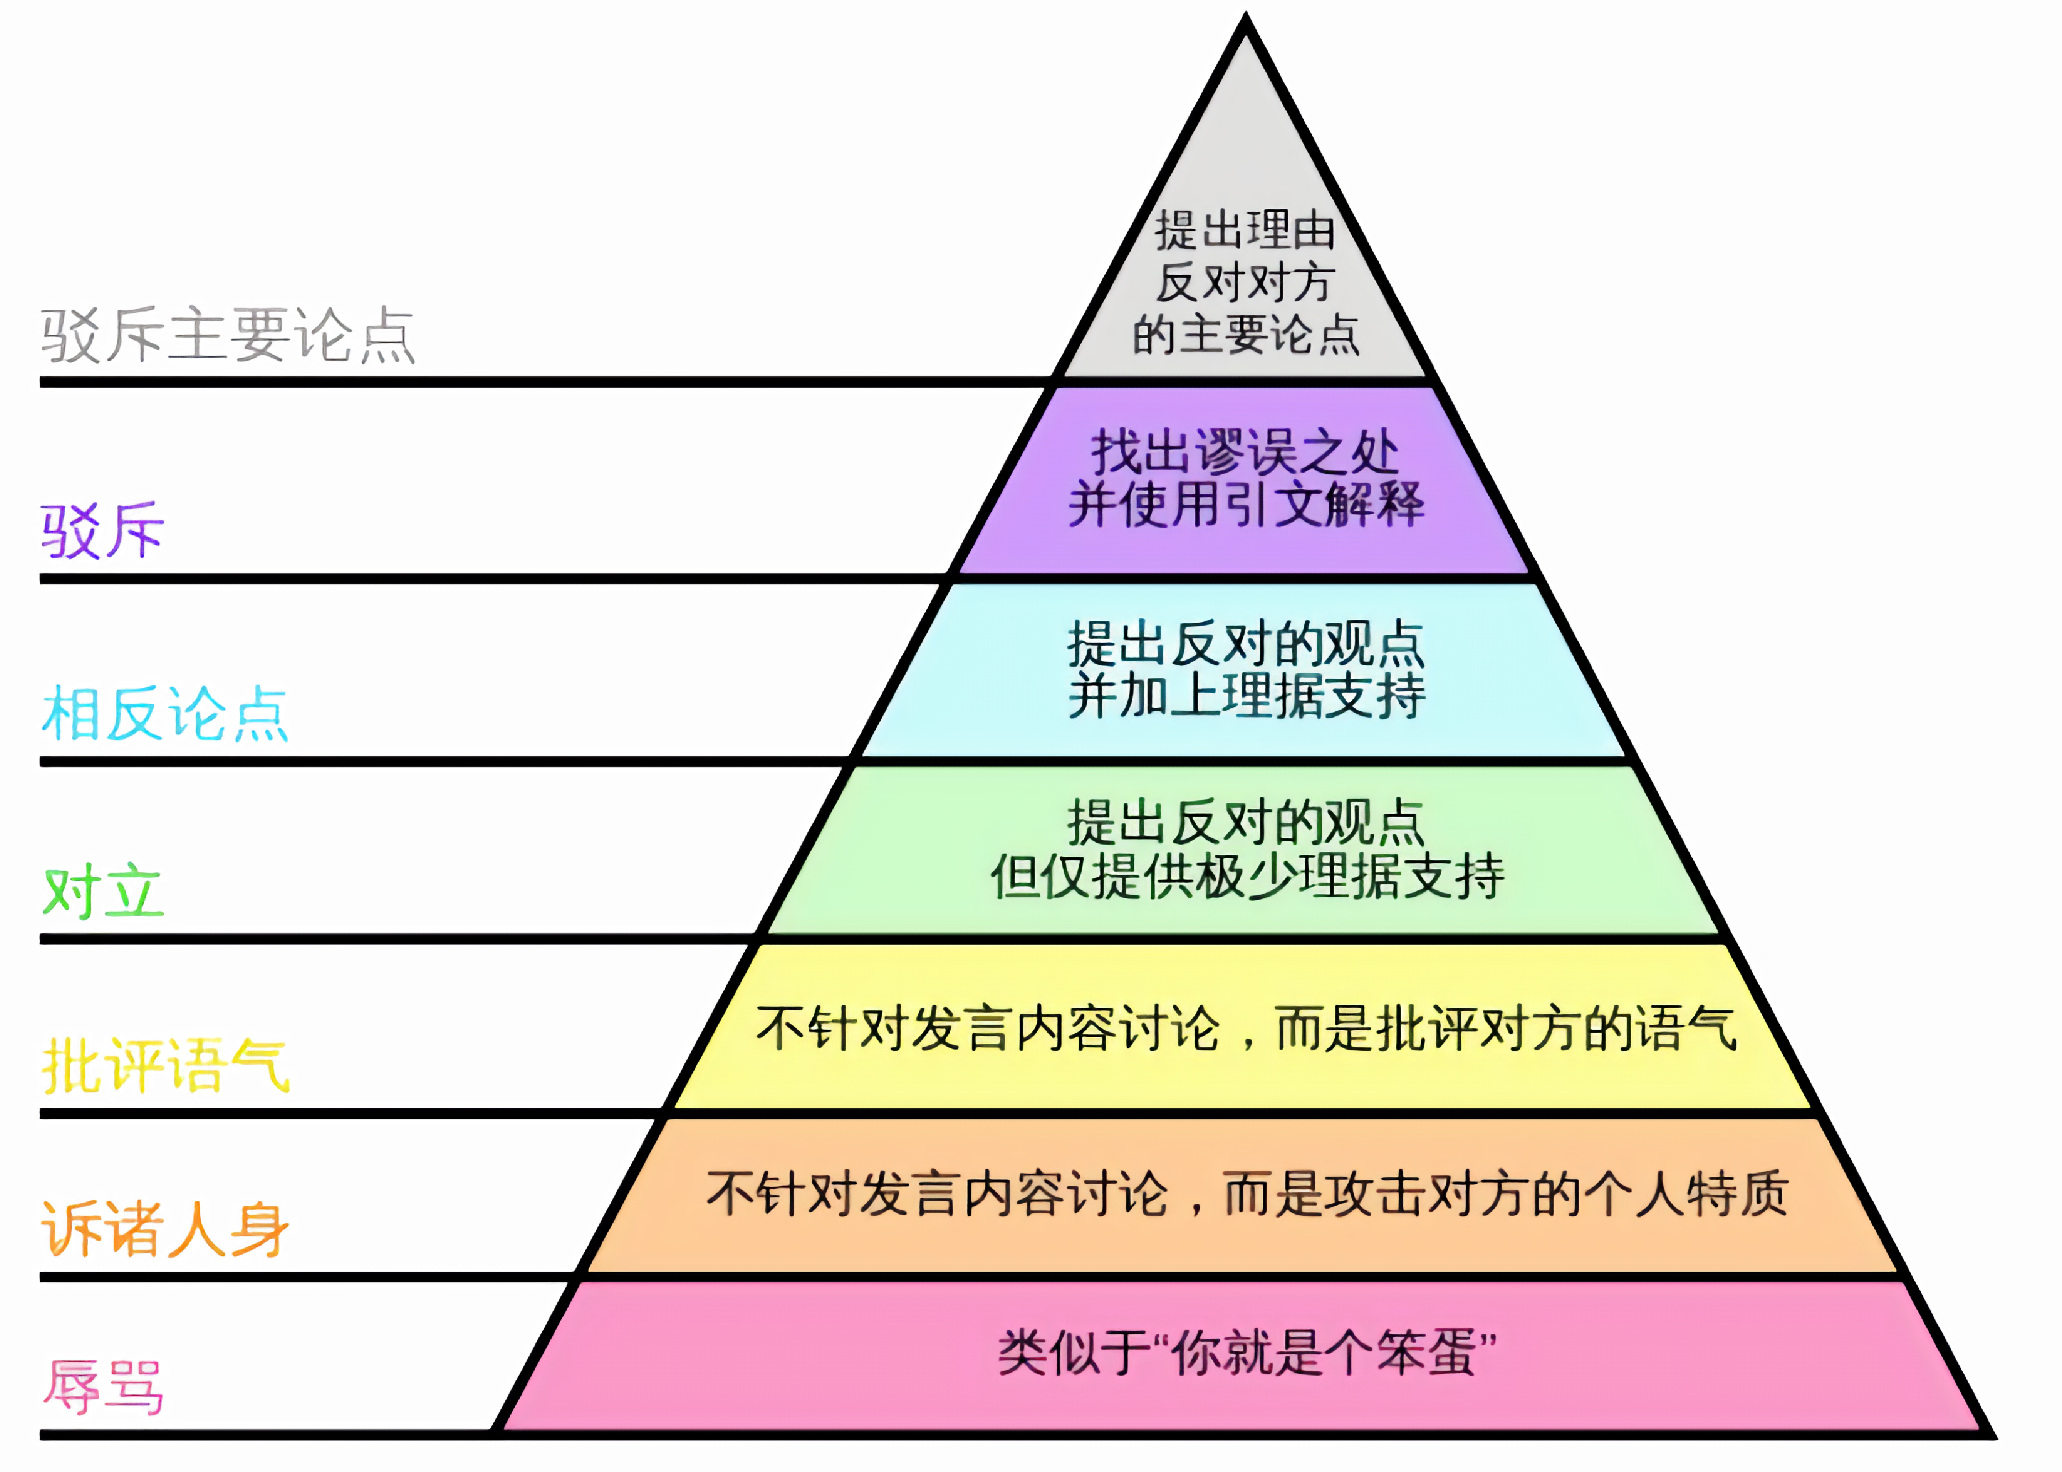 提出理由
反对对方
的主要论点
驳斥主要论点
找出谬误之处
并使用引文解释
驳斥
提出反对的观点
并加上理据支持
相反论点
提出反对的观点
但仅提供极少理据支持
对立
不针对发言内容讨论，而是批评对方的语气
批评语气
不针对发言内容讨论，而是攻击对方的个人特质
诉诸人身
类似于“你就是个笨蛋”
辱骂